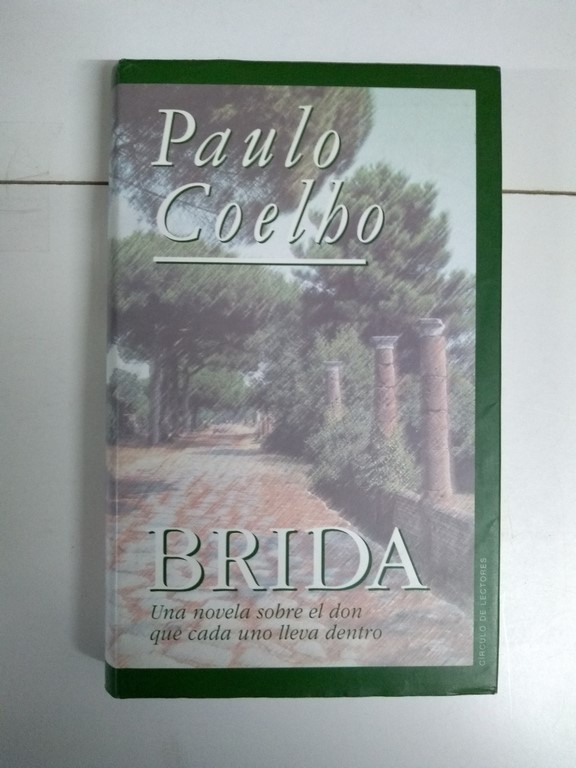 Paulo
Coelho
BRIDA
Una novela sobre el don
que cada uno lleva dentro
CÍRCULO DE LECTORES